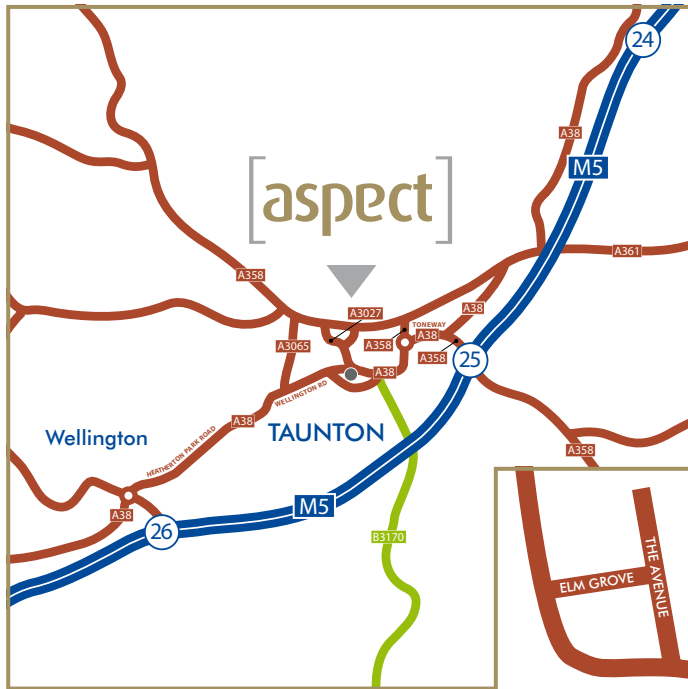 24
A38
M5
[aspect]
A361
A358
A3027
A38
TONEWAY
A38
A358
A358
A3065
25
A38
WELLINGTON RD
A38
HEATHERTON PARK ROAD
TAUNTON
Wellington
A358
M5
A38
26
B3170
ELM GROVE
THE AVENUE